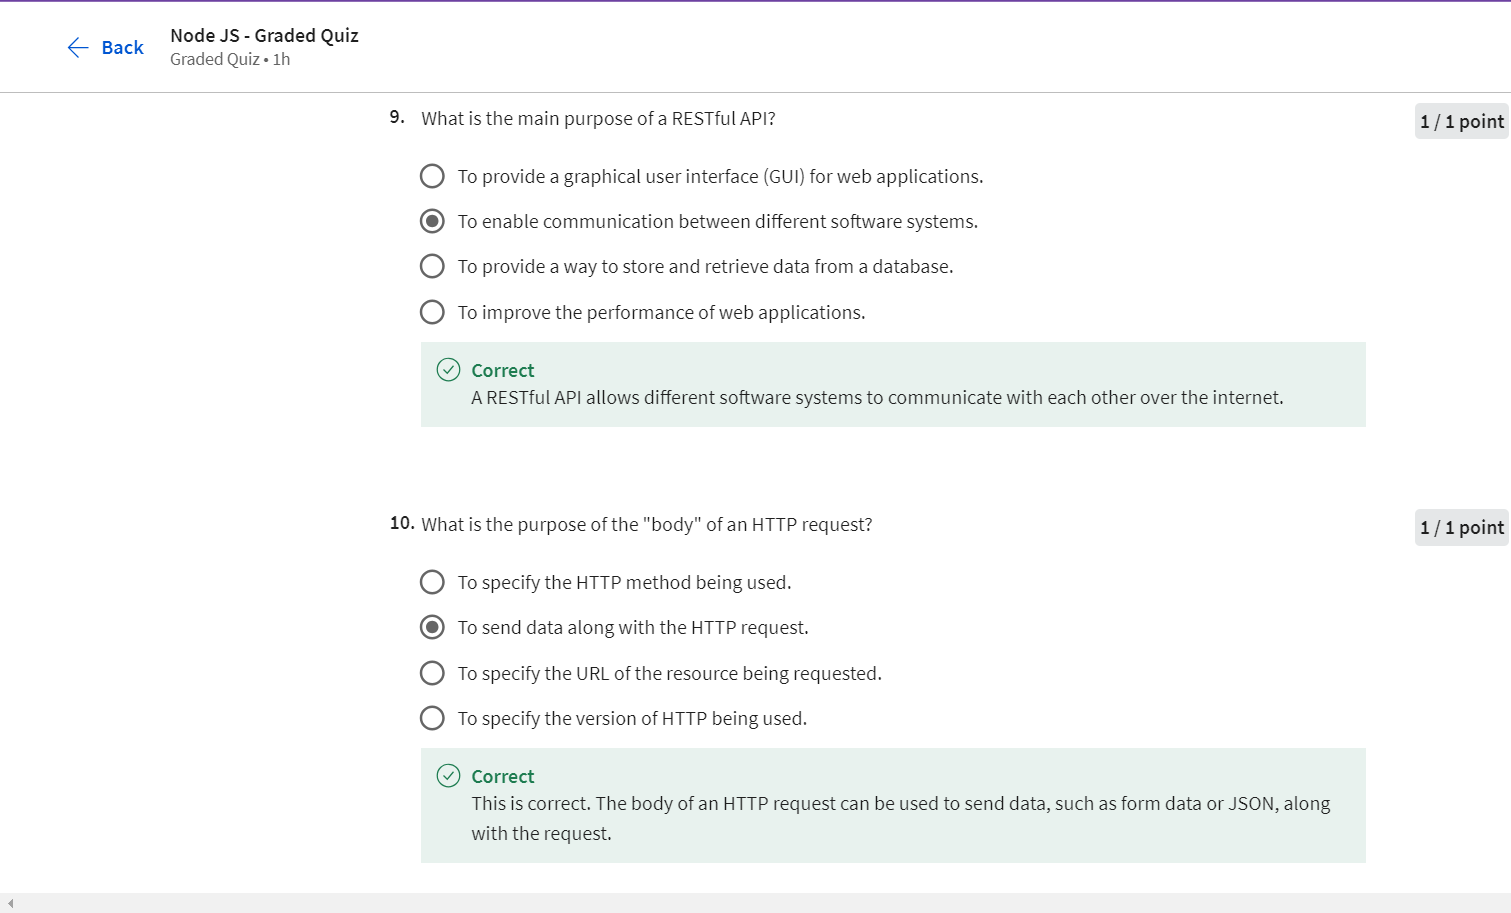 Back
Node JS - Graded Quiz
Graded Quiz • 1h
9. What is the main purpose of a RESTful API?
1 / 1 point
To provide a graphical user interface (GUI) for web applications.
To enable communication between different software systems.
To provide a way to store and retrieve data from a database.
To improve the performance of web applications.
Correct
A RESTful API allows different software systems to communicate with each other over the internet.
10. What is the purpose of the "body" of an HTTP request?
1 / 1 point
To specify the HTTP method being used.
To send data along with the HTTP request.
To specify the URL of the resource being requested.
To specify the version of HTTP being used.
Correct
This is correct. The body of an HTTP request can be used to send data, such as form data or JSON, along
with the request.